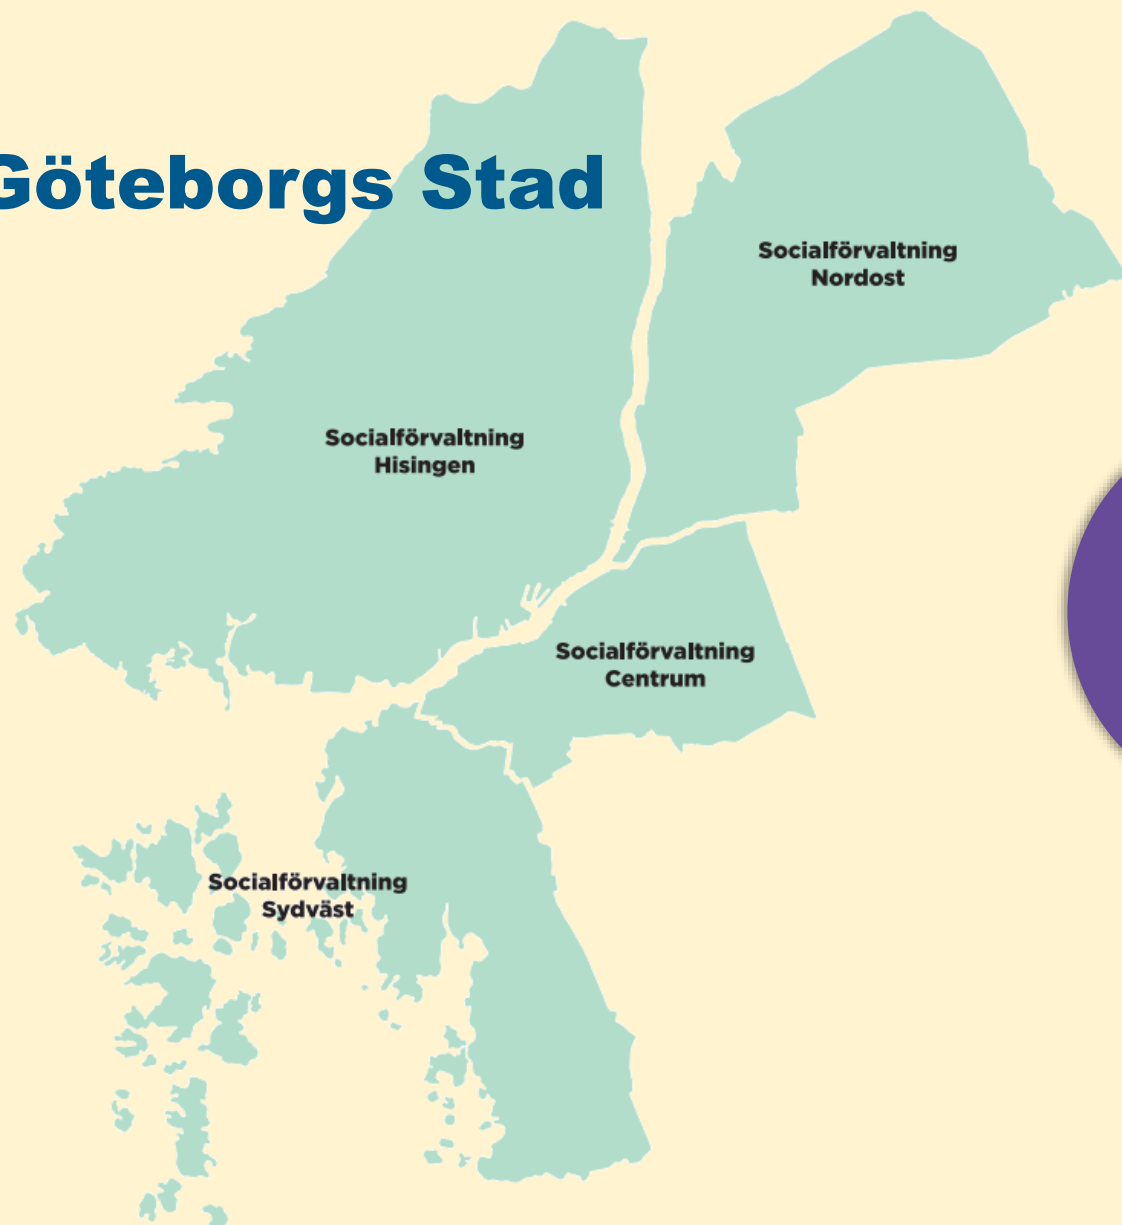 Göteborgs Stad
Socialförvaltning
Nordost
Socialförvaltning
Hisingen
Socialförvaltning
Centrum
Socialförvaltning
Sydväst